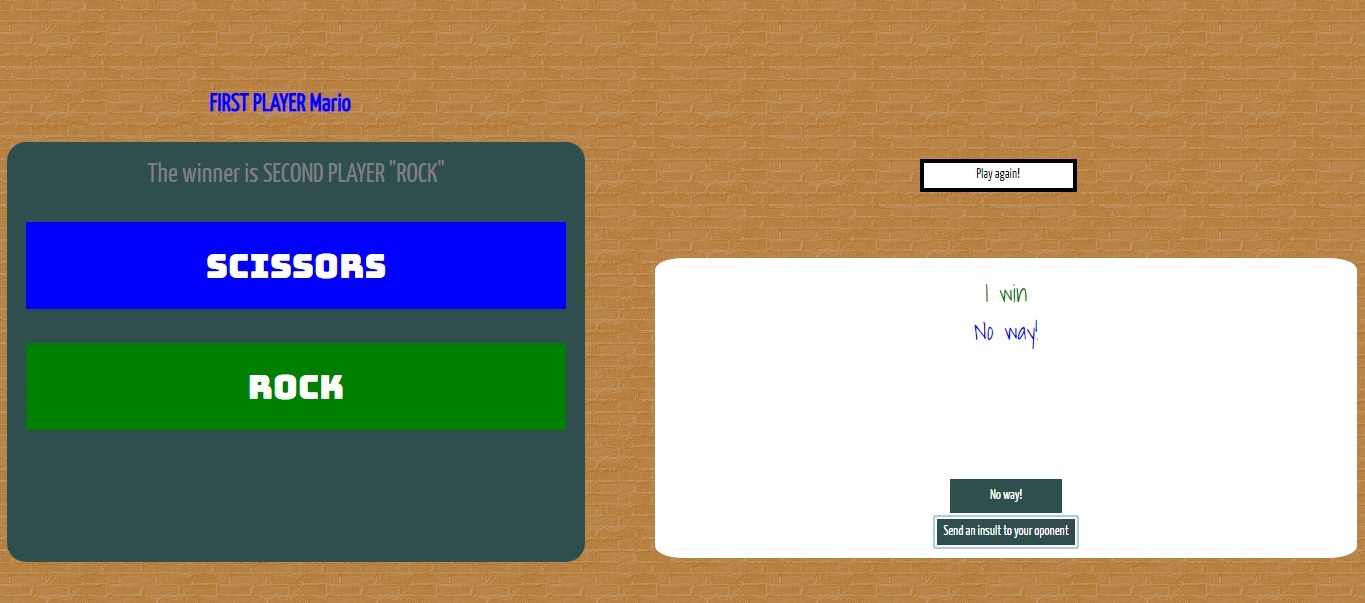 FIRST PLAYER Mario
The winner is SECOND PLAYER "ROCK"
SCISSORS
ROCK
Play again!
I win
No way!
No way!
Send an insult to your oponent